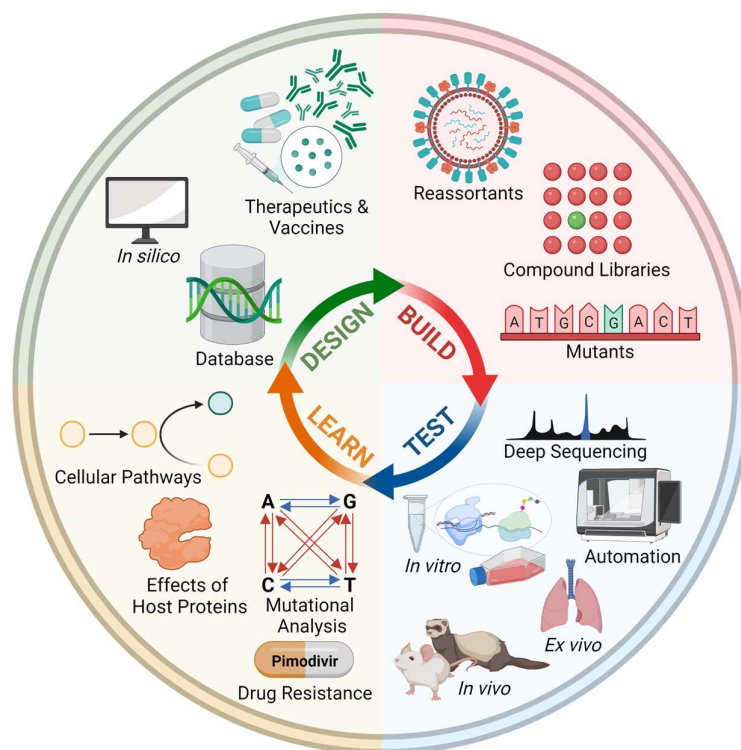 Therapeutics &
Vaccines
In silico
Database
Reassortants
Compound Libraries
A T G C G A C T
Mutants
DESIGN
BUILD
TEST
LEARN
Deep Sequencing
Automation
In vitro
Ex vivo
In vivo
Cellular Pathways
Effects of
Host Proteins
A G
C T
Mutational
Analysis
Pimodivir
Drug Resistance